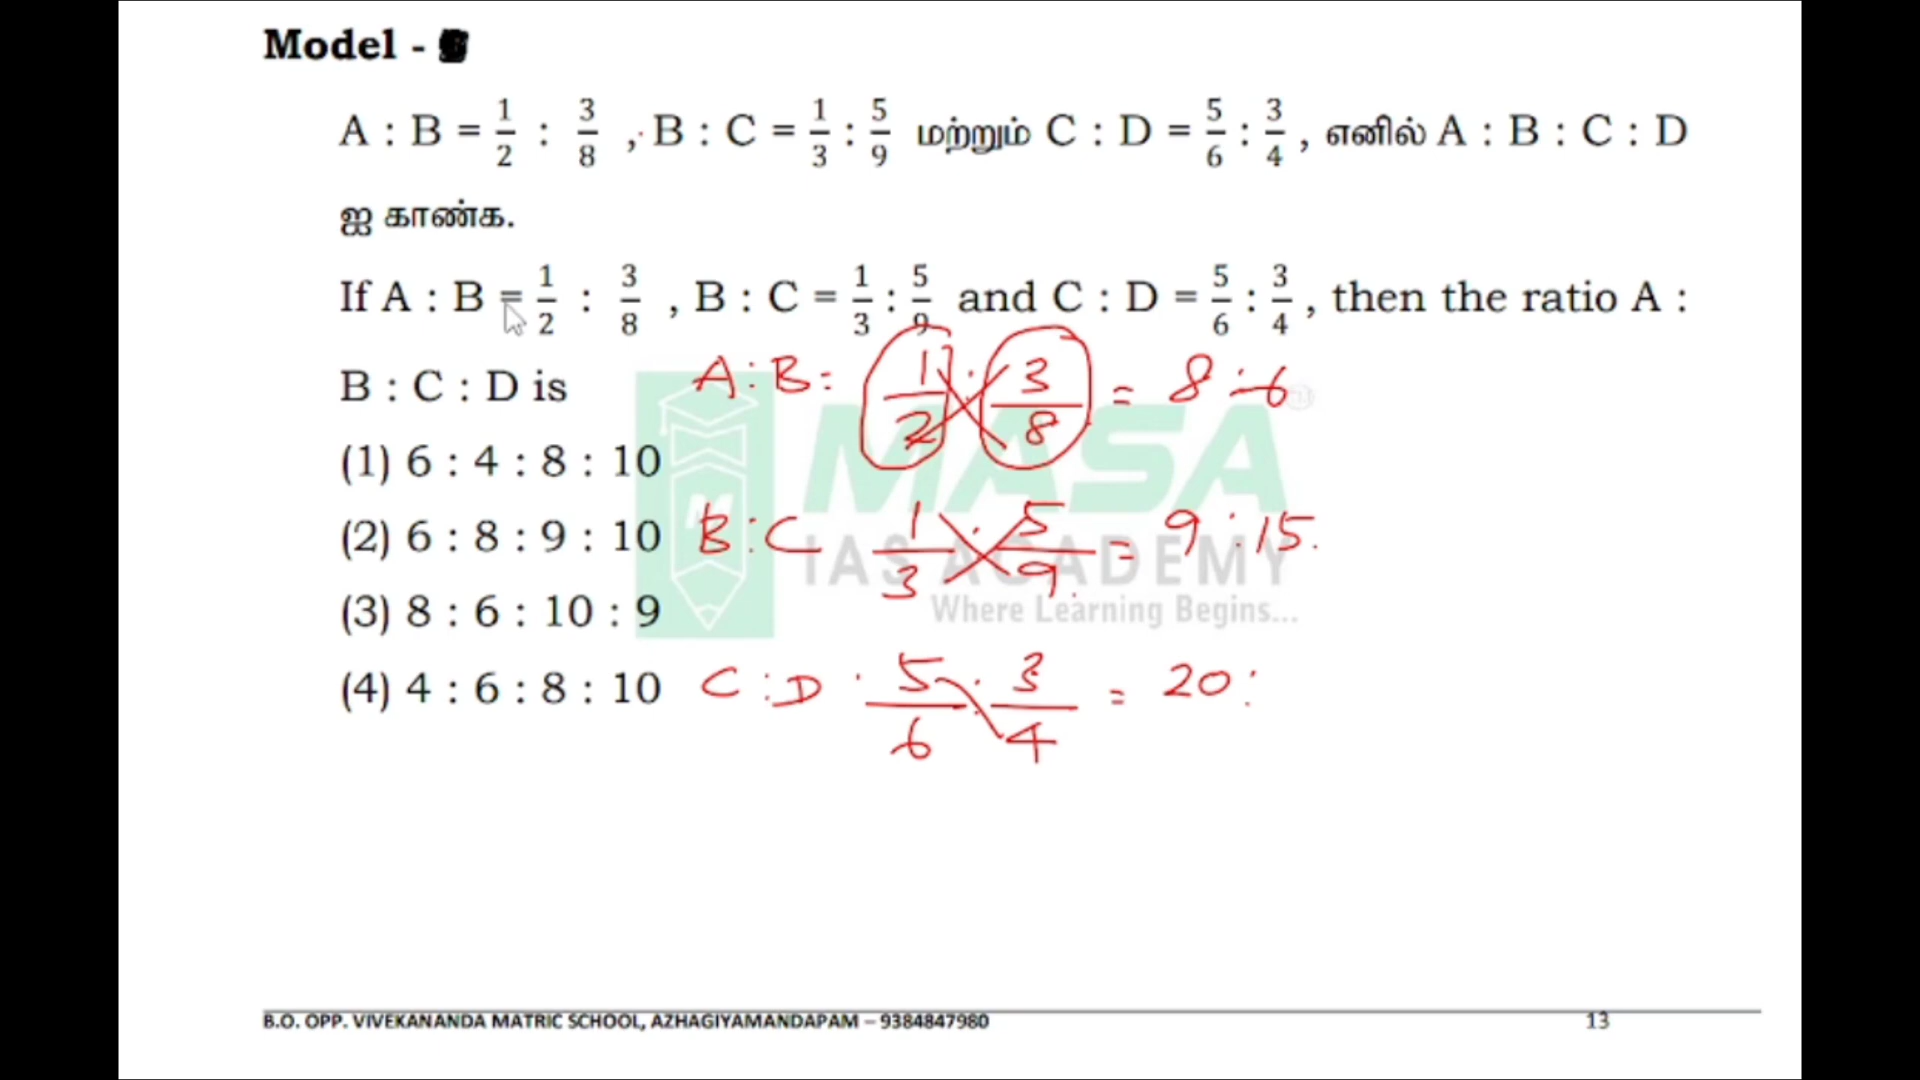 Model -
A : B = 1/2 : 3/8 , B : C = 1/3 : 5/9 மற்றும் C : D = 5/6 : 3/4 , எனில் A : B : C : D
ஐ காண்க.
If A : B = 1/2 : 3/8 , B : C = 1/3 : 5/9 and C : D = 5/6 : 3/4 , then the ratio A :
B : C : D is
A : B = 1/2 : 3/8 = 8 : 6
(1) 6 : 4 : 8 : 10
MASA
(2) 6 : 8 : 9 : 10
B : C 1/3 : 5/9 = 9 : 15.
IAS ACADEMY
Where Learning Begins...
(3) 8 : 6 : 10 : 9
(4) 4 : 6 : 8 : 10
C : D 5/6 : 3/4 = 20 :
B.O. OPP. VIVEKANANDA MATRIC SCHOOL, AZHAGIYAMANDAPAM – 9384847980
13